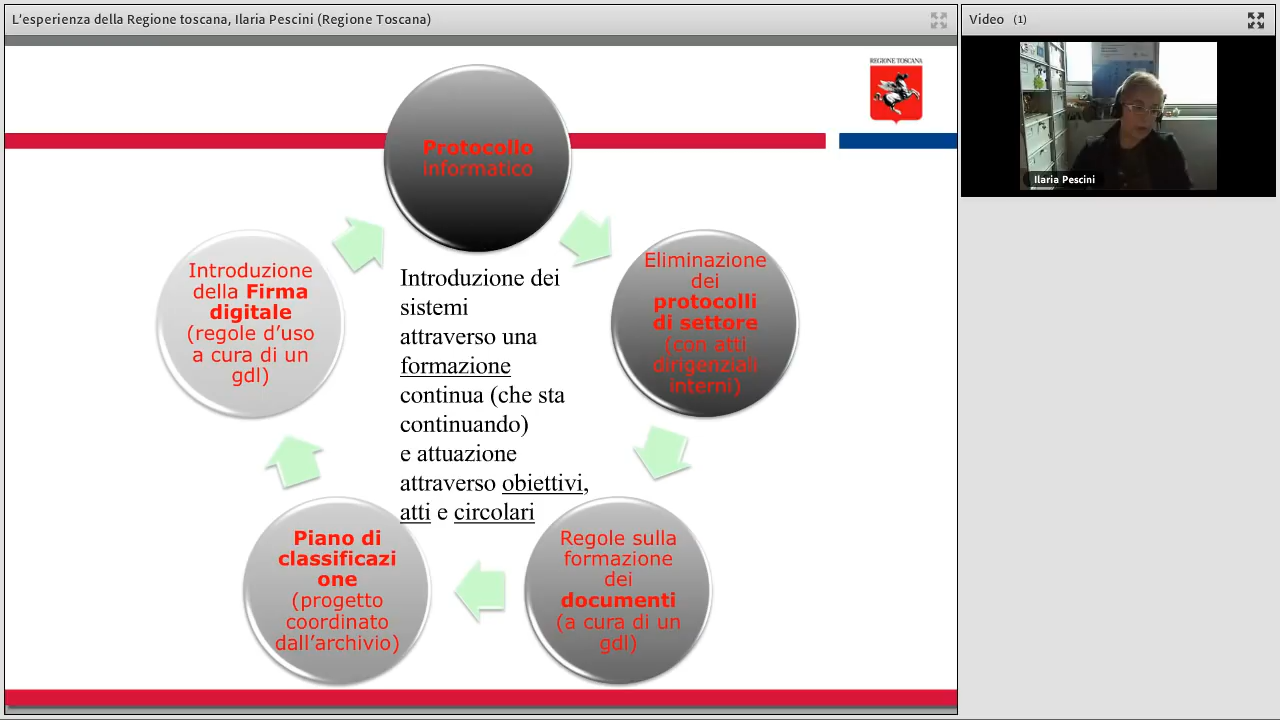 L'esperienza della Regione toscana, Ilaria Pescini (Regione Toscana)
Video (1)
REGIONE TOSCANA
Ilaria Pescini
Protocollo
informatico
Eliminazione
dei
protocolli
di settore
(con atti
dirigenziali
interni)
Regole sulla
formazione
dei
documenti
(a cura di un
gdl)
Piano di
classificazi
one
(progetto
coordinato
dall'archivio)
Introduzione
della Firma
digitale
(regole d'uso
a cura di un
gdl)
Introduzione dei
sistemi
attraverso una
formazione
continua (che sta
continuando)
e attuazione
attraverso obiettivi,
atti e circolari